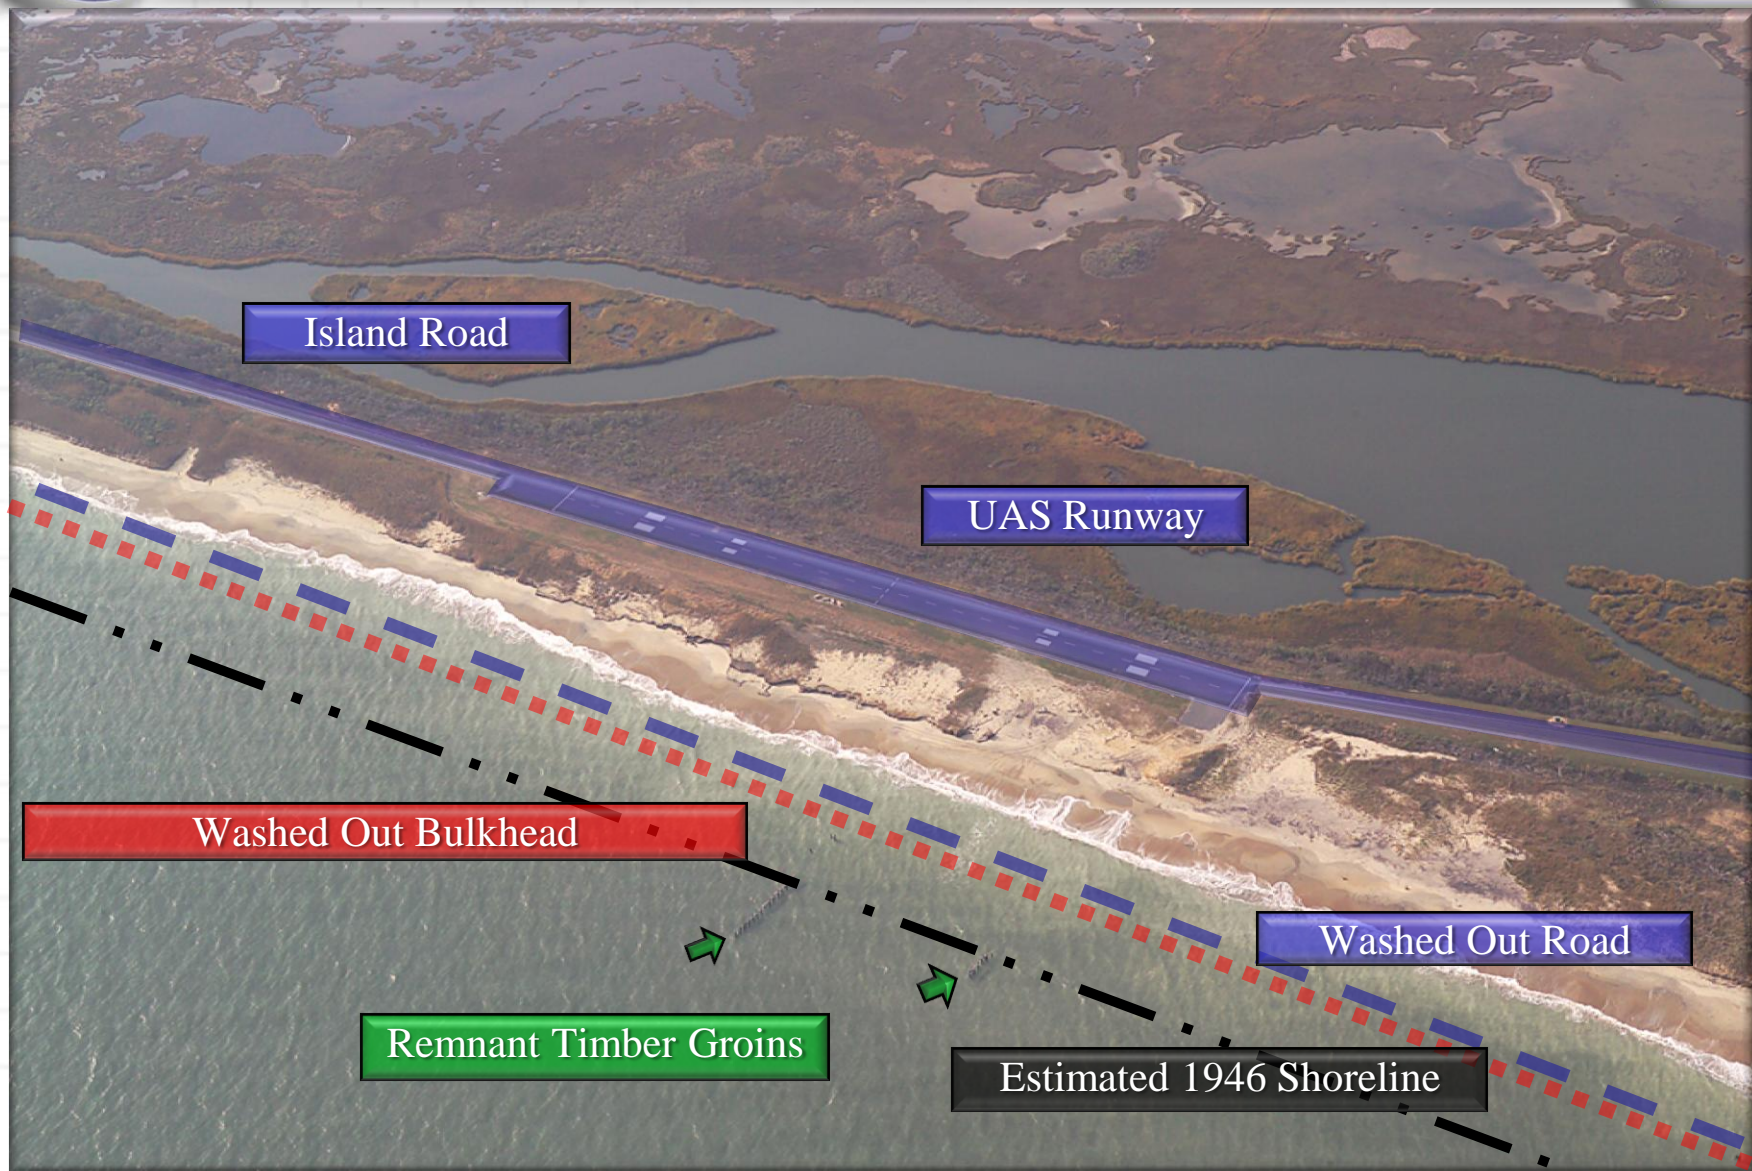 Island Road
UAS Runway
Washed Out Bulkhead
Washed Out Road
Remnant Timber Groins
Estimated 1946 Shoreline